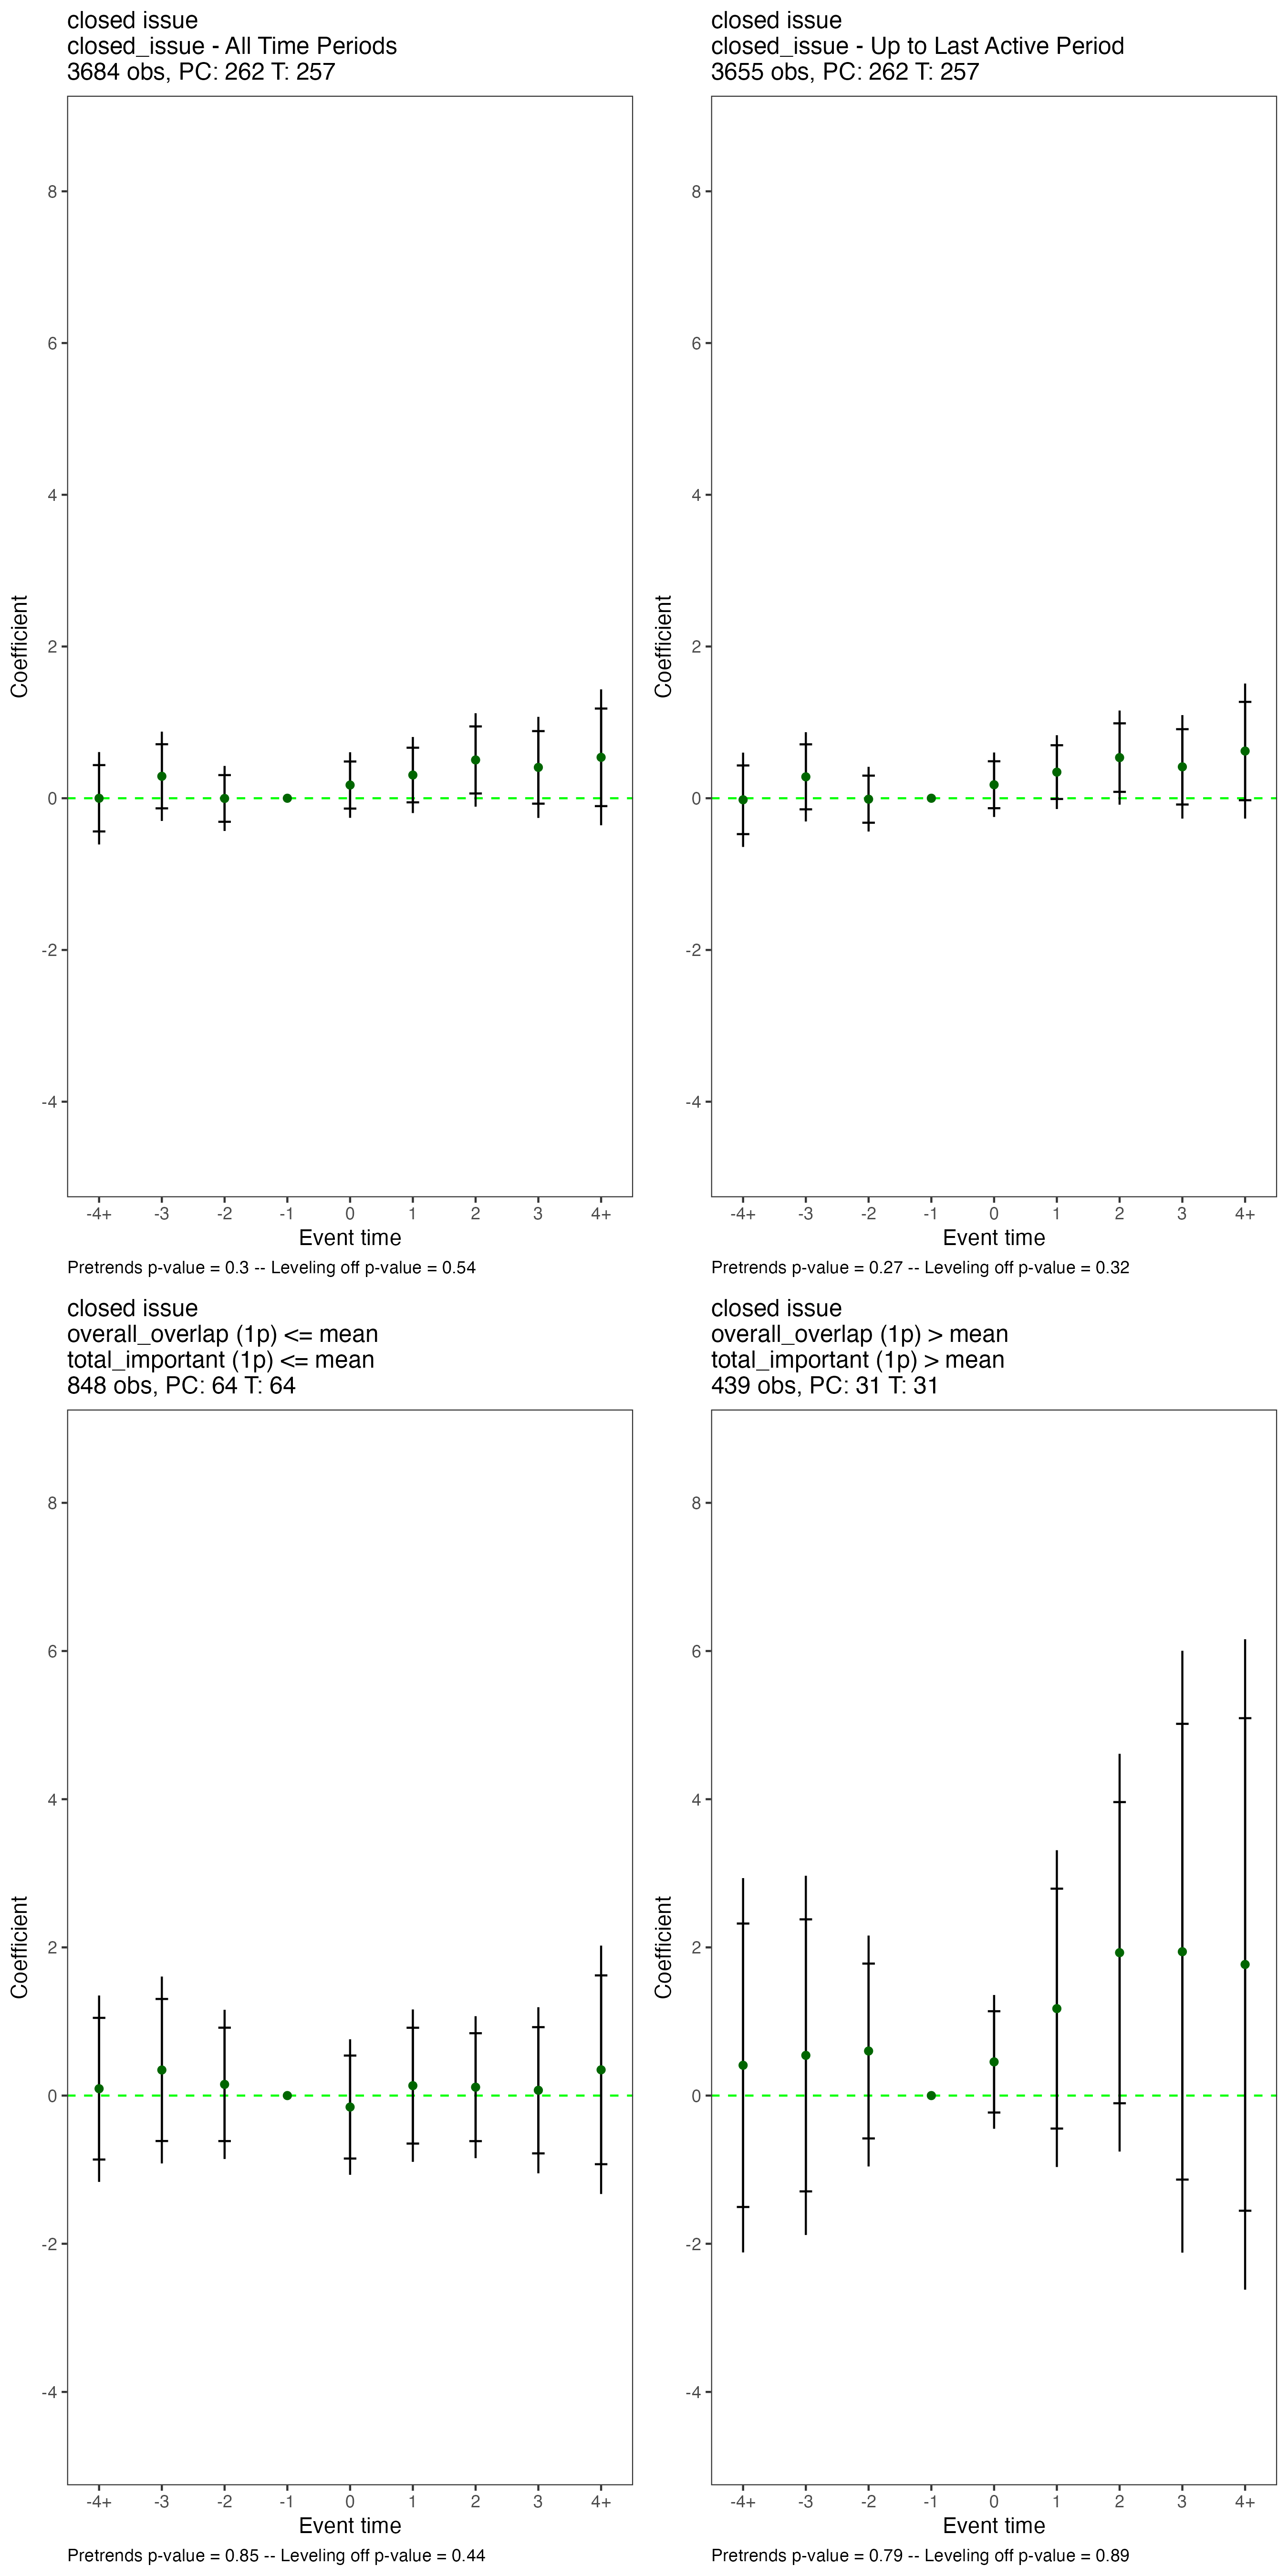 closed issue
closed_issue - All Time Periods
3684 obs, PC: 262 T: 257
8
6
4
2
0
-2
-4
Coefficient
-4+ -3 -2 -1 0 1 2 3 4+
Event time
Pretrends p-value = 0.3 -- Leveling off p-value = 0.54
closed issue
closed_issue - Up to Last Active Period
3655 obs, PC: 262 T: 257
8
6
4
2
0
-2
-4
Coefficient
-4+ -3 -2 -1 0 1 2 3 4+
Event time
Pretrends p-value = 0.27 -- Leveling off p-value = 0.32
closed issue
overall_overlap (1p) <= mean
total_important (1p) <= mean
848 obs, PC: 64 T: 64
8
6
4
2
0
-2
-4
Coefficient
-4+ -3 -2 -1 0 1 2 3 4+
Event time
Pretrends p-value = 0.85 -- Leveling off p-value = 0.44
closed issue
overall_overlap (1p) > mean
total_important (1p) > mean
439 obs, PC: 31 T: 31
8
6
4
2
0
-2
-4
Coefficient
-4+ -3 -2 -1 0 1 2 3 4+
Event time
Pretrends p-value = 0.79 -- Leveling off p-value = 0.89